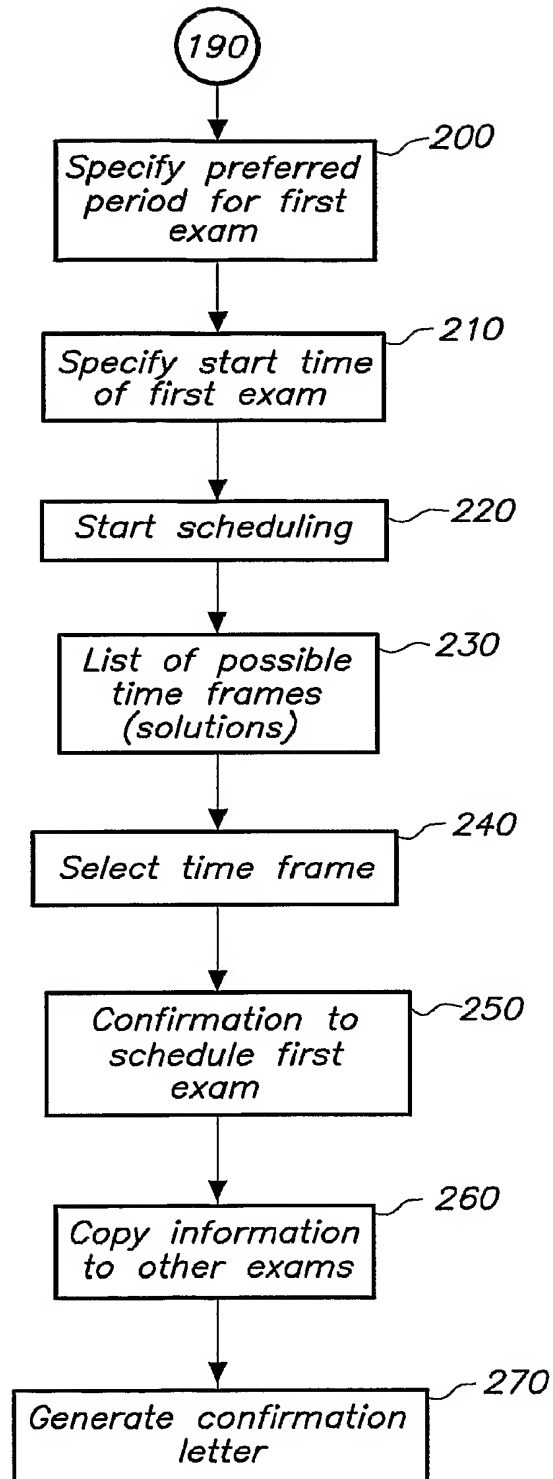 190
200
Specify preferred
period for first
exam
210
Specify start time
of first exam
220
Start scheduling
230
List of possible
time frames
(solutions)
240
Select time frame
250
Confirmation to
schedule first
exam
260
Copy information
to other exams
270
Generate confirmation
letter